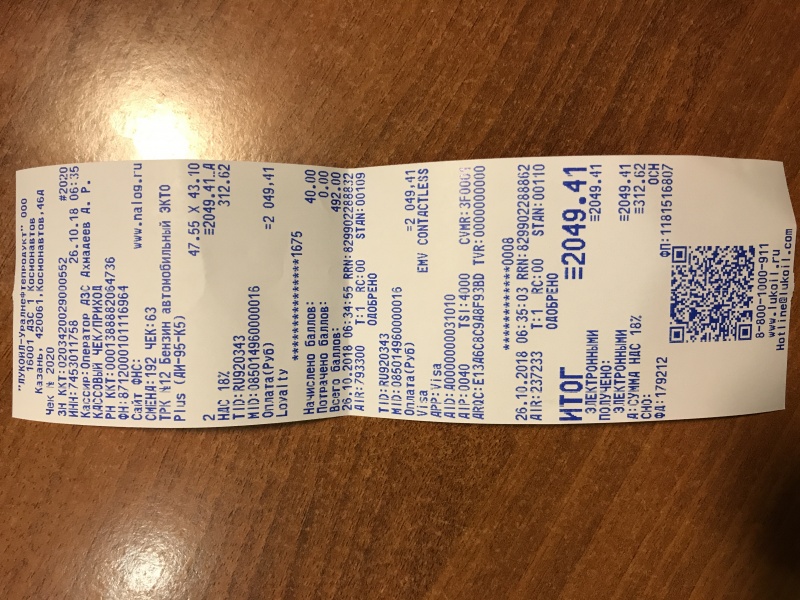 "ЛУКОЙЛ-Уралнефтепродукт" ООО
16001 АЗС Космонавтов
Казань, 420061, Космонавтов, 46Д
Чек № 2020 #2020
ЗН ККТ:0203420029000552
ИНН:7453011758 26.10.18 06:35
Кассир:Оператор АЗС Ахмадеев Д. Р.
КАССОВЫЙ ЧЕК/ПРИХОД
РН ККТ:0001388882064736
ФН:8712000101116964
Сайт ФНС: www.nalog.ru
СМЕНА:192 ЧЕК:63
ТРК №12 Бензин автомобильный ЭКТО
Plus (АИ-95-К5)
47.55 X 43.10
2 ≡2049.41_А
НДС 18% 312.62
TID:RU920343
MID:085014960000016
Оплата(Руб) =2 049,41
Loyalty
***************1675
Начислено баллов: 40.00
Потрачено баллов: 0.00
Всего баллов: 492.00
26.10.2018 06:34:55 RRN:829902288832
AIR:793300 T:1 RC:00 STAN:00109
ОДОБРЕНО
TID:RU920343
MID:085014960000016
Оплата(Руб) =2 049,41
Visa EMV CONTACTLESS
APP:Visa
AID:A0000000031010
AIP:0040 TSI:4000 CVMR:3F0001
ARQC:E13A6C8C9A8F93BD TVR:0000000000
************0008
26.10.2018 06:35:03 RRN:829902288862
AIR:237233 T:1 RC:00 STAN:00110
ОДОБРЕНО
ИТОГ ≡2049.41
ЭЛЕКТРОННЫМИ ≡2049.41
ПОЛУЧЕНО:
ЭЛЕКТРОННЫМИ ≡2049.41
А:СУММА НДС 18% ≡312.62
СНО: ОСН
ФД:179212 ФП:1181516807
8-800-1000-911
www.lukoil.ru
Hotline@lukoil.com